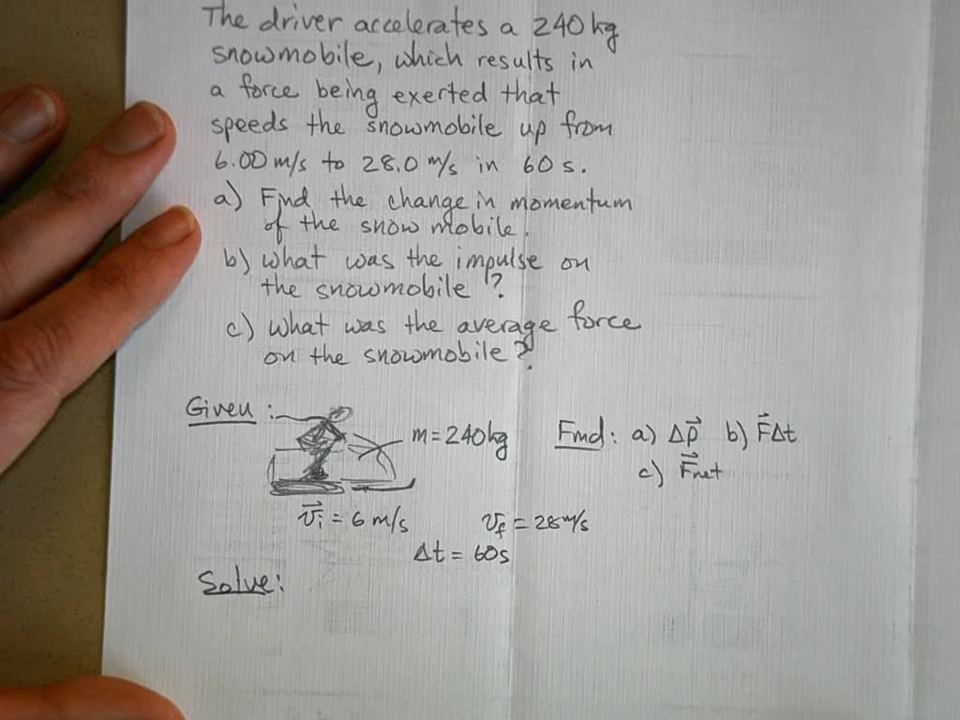 The driver accelerates a 240 kg
snowmobile, which results in
a force being exerted that
speeds the snowmobile up from
6.00 m/s to 28.0 m/s in 60 s.
a) Find the change in momentum
of the snow mobile.
b) what was the impulse on
the snowmobile?
c) what was the average force
on the snowmobile?
Given: m = 240kg Find: a) Δp⃗ b) F⃗Δt
c) F⃗net
v⃗i = 6 m/s vf = 28 m/s
Δt = 60s
Solve: